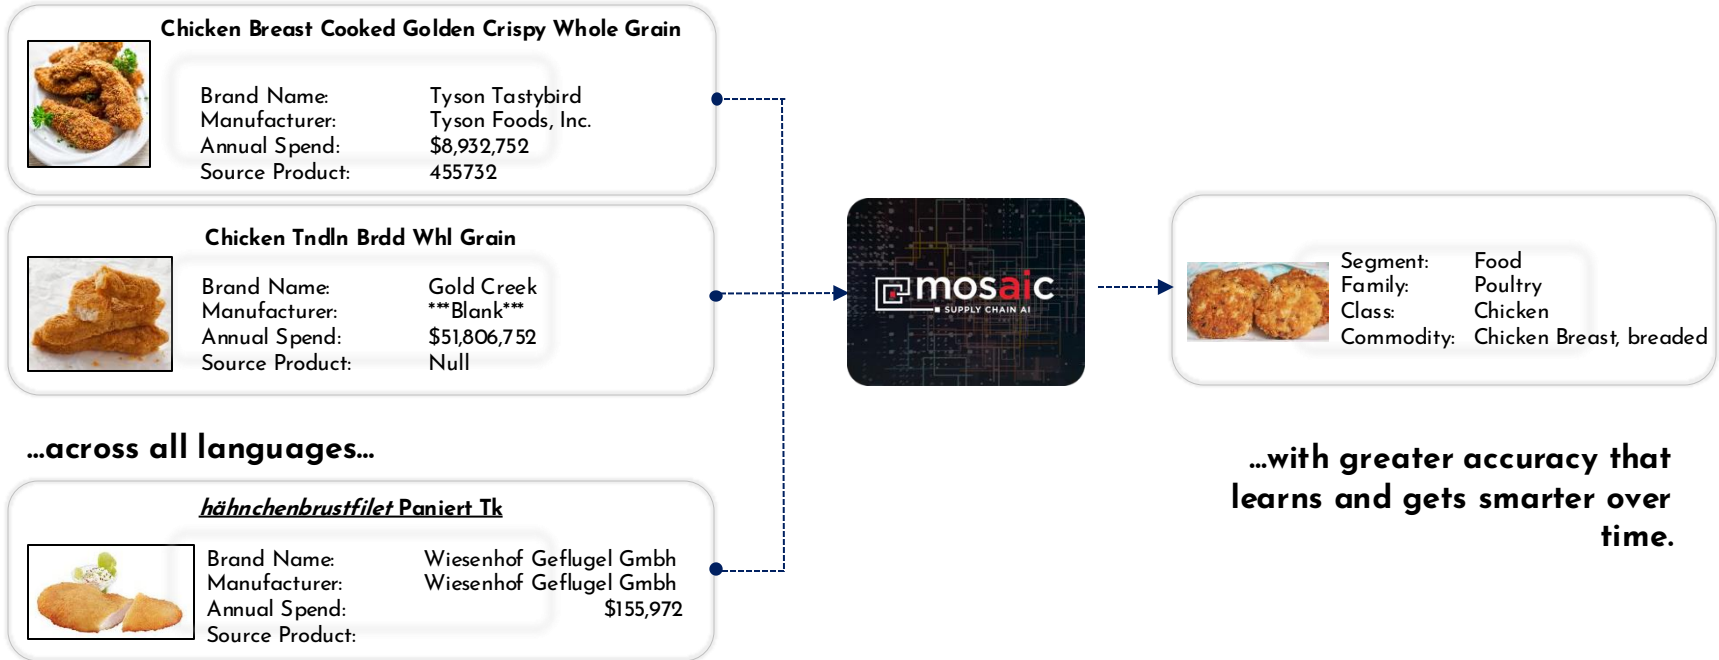 Chicken Breast Cooked Golden Crispy Whole Grain
Brand Name: Tyson Tastybird
Manufacturer: Tyson Foods, Inc.
Annual Spend: $8,932,752
Source Product: 455732
Chicken Tndln Brdd Whl Grain
Brand Name: Gold Creek
Manufacturer: ***Blank***
Annual Spend: $51,806,752
Source Product: Null
...across all languages...
hähnchenbrustfilet Paniert Tk
Brand Name: Wiesenhof Geflugel Gmbh
Manufacturer: Wiesenhof Geflugel Gmbh
Annual Spend: $155,972
Source Product:
mosaic
SUPPLY CHAIN AI
Segment: Food
Family: Poultry
Class: Chicken
Commodity: Chicken Breast, breaded
...with greater accuracy that
learns and gets smarter over
time.